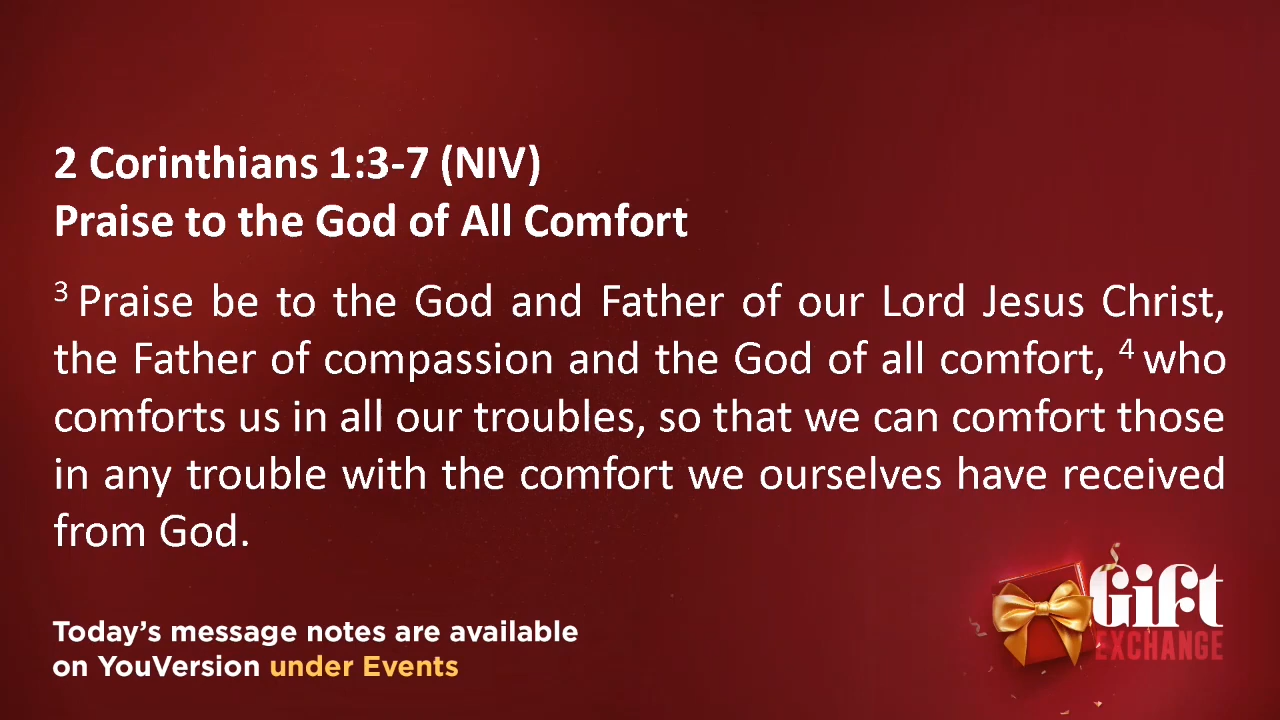 2 Corinthians 1:3-7 (NIV)
Praise to the God of All Comfort
3 Praise be to the God and Father of our Lord Jesus Christ,
the Father of compassion and the God of all comfort, 4 who
comforts us in all our troubles, so that we can comfort those
in any trouble with the comfort we ourselves have received
from God.
Today’s message notes are available
on YouVersion under Events
Gift
EXCHANGE